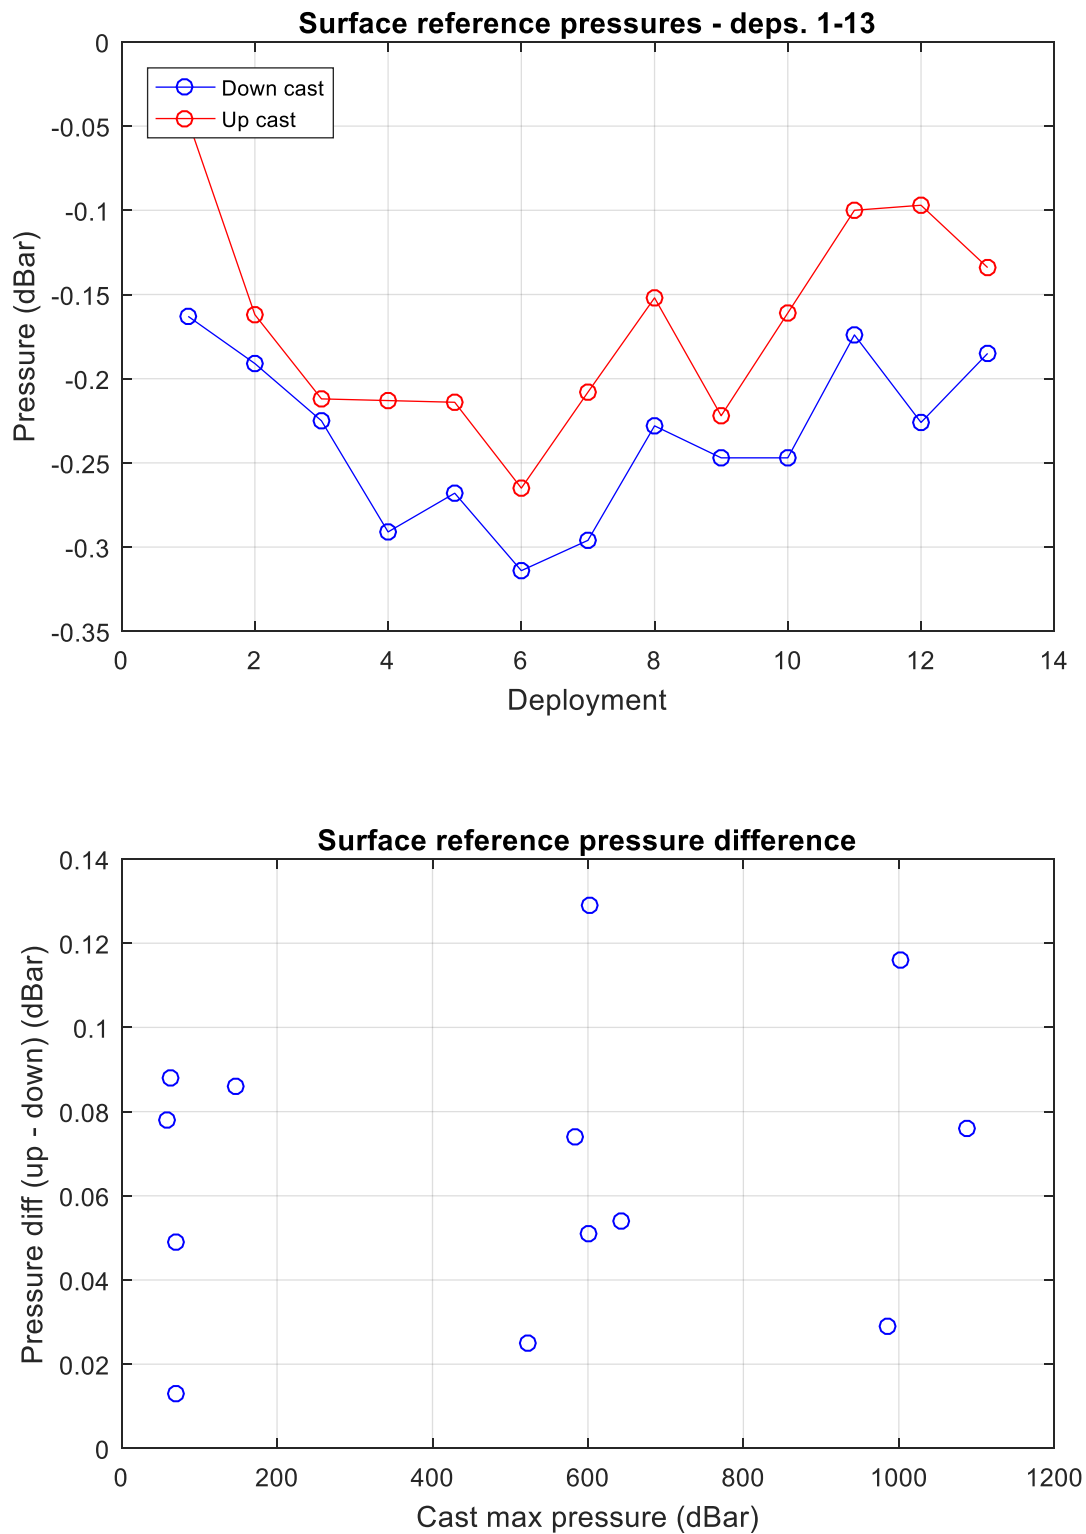 Surface reference pressures - deps. 1-13
0
-0.05
-0.1
-0.15
-0.2
-0.25
-0.3
-0.35
Pressure (dBar)
Down cast
Up cast
0 2 4 6 8 10 12 14
Deployment
Surface reference pressure difference
0.14
0.12
0.1
0.08
0.06
0.04
0.02
0
Pressure diff (up - down) (dBar)
0 200 400 600 800 1000 1200
Cast max pressure (dBar)